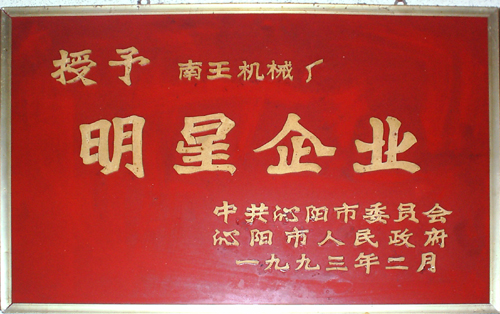 授予 南王机械厂
明星企业
中共沁阳市委员会
沁阳市人民政府
一九九三年二月